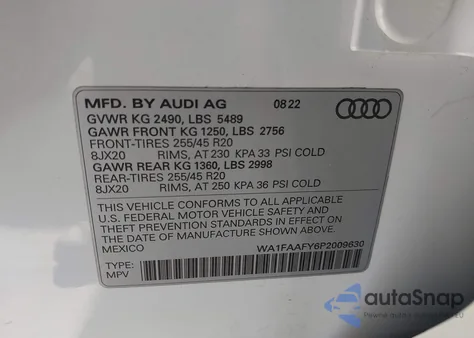 MFD. BY AUDI AG 08 22
GVWR KG 2490, LBS 5489
GAWR FRONT KG 1250, LBS 2756
FRONT-TIRES 255/45 R20
8JX20 RIMS, AT 230 KPA 33 PSI COLD
GAWR REAR KG 1360, LBS 2998
REAR-TIRES 255/45 R20
8JX20 RIMS, AT 250 KPA 36 PSI COLD
THIS VEHICLE CONFORMS TO ALL APPLICABLE
U.S. FEDERAL MOTOR VEHICLE SAFETY AND
THEFT PREVENTION STANDARDS IN EFFECT ON
THE DATE OF MANUFACTURE SHOWN ABOVE.
MEXICO WA1FAAFY6P2009630
TYPE:
MPV
autoSnap